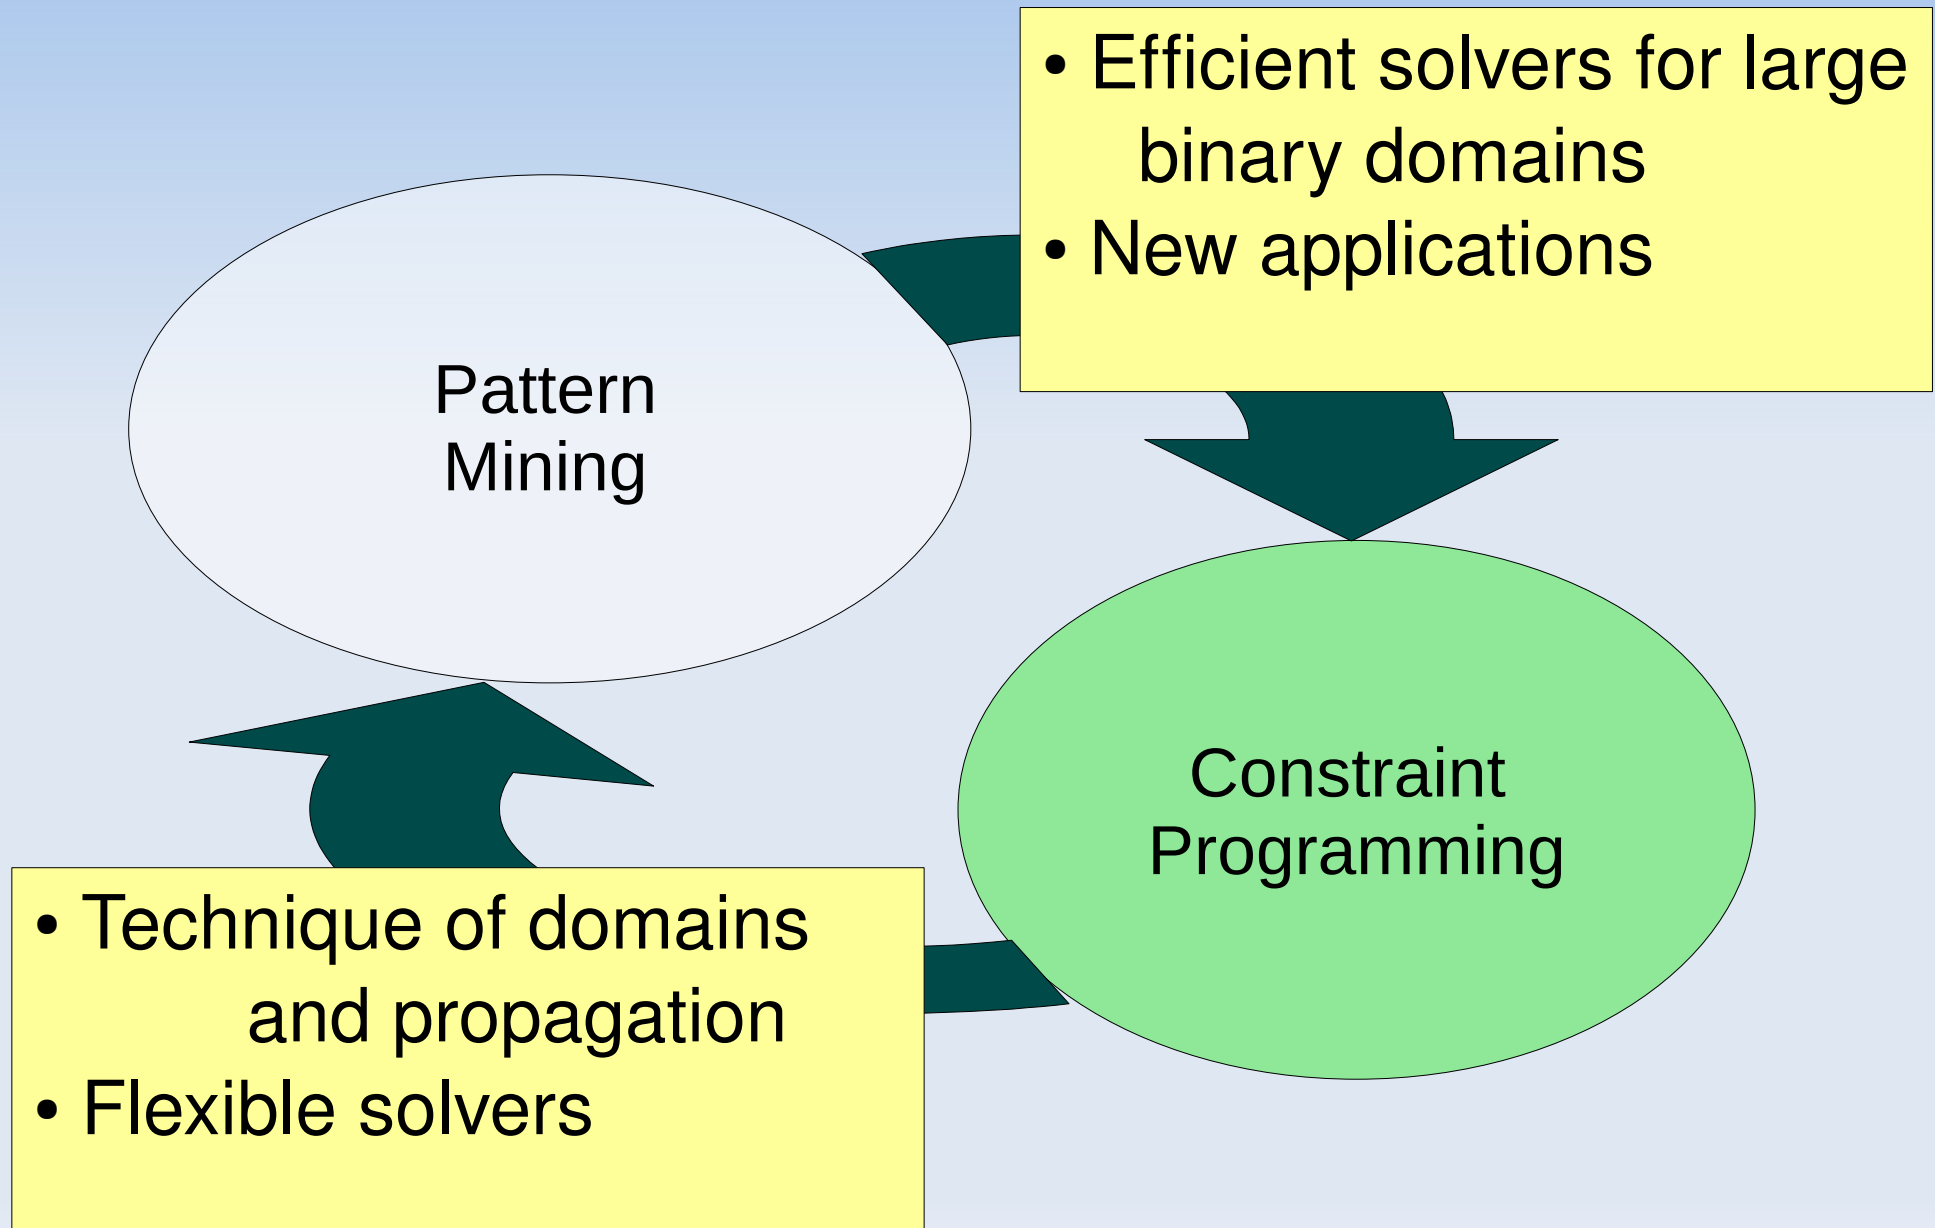 • Efficient solvers for large
binary domains
• New applications
Pattern
Mining
Constraint
Programming
• Technique of domains
and propagation
• Flexible solvers